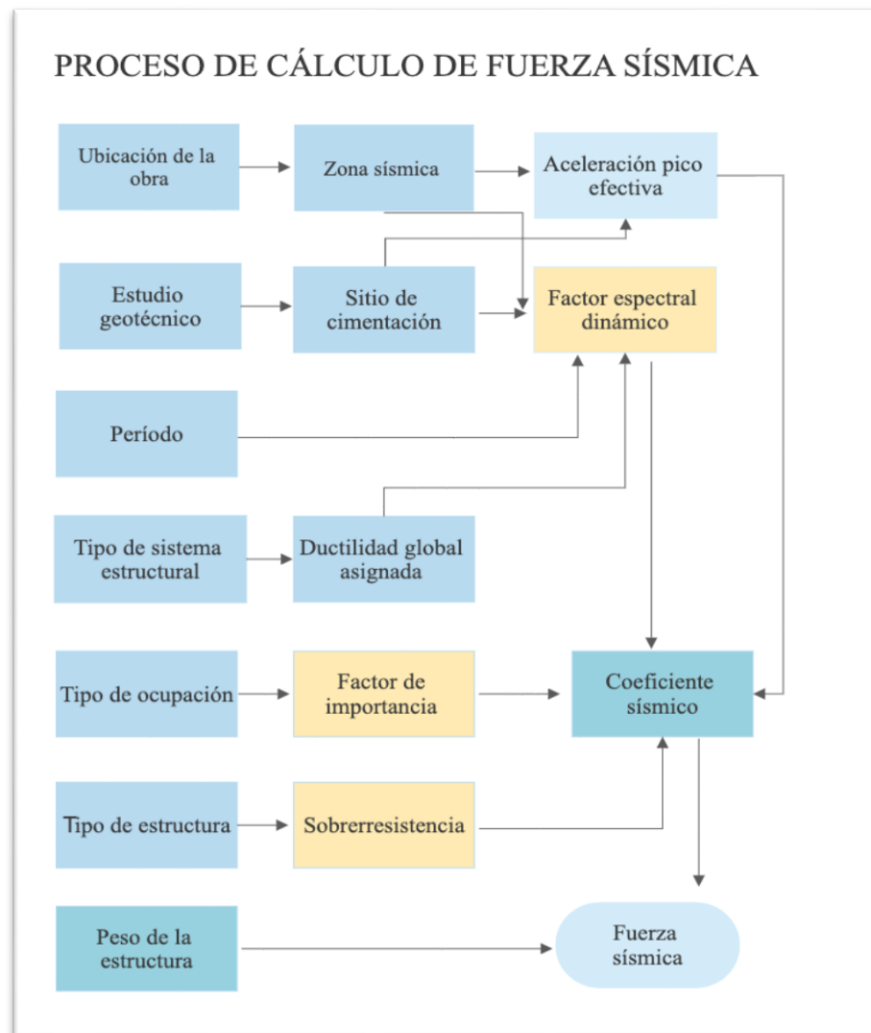 PROCESO DE CÁLCULO DE FUERZA SÍSMICA
Ubicación de la
obra
Zona sísmica
Aceleración pico
efectiva
Estudio
geotécnico
Sitio de
cimentación
Factor espectral
dinámico
Período
Tipo de sistema
estructural
Ductilidad global
asignada
Tipo de ocupación
Factor de
importancia
Coeficiente
sísmico
Tipo de estructura
Sobrerresistencia
Peso de la
estructura
Fuerza
sísmica